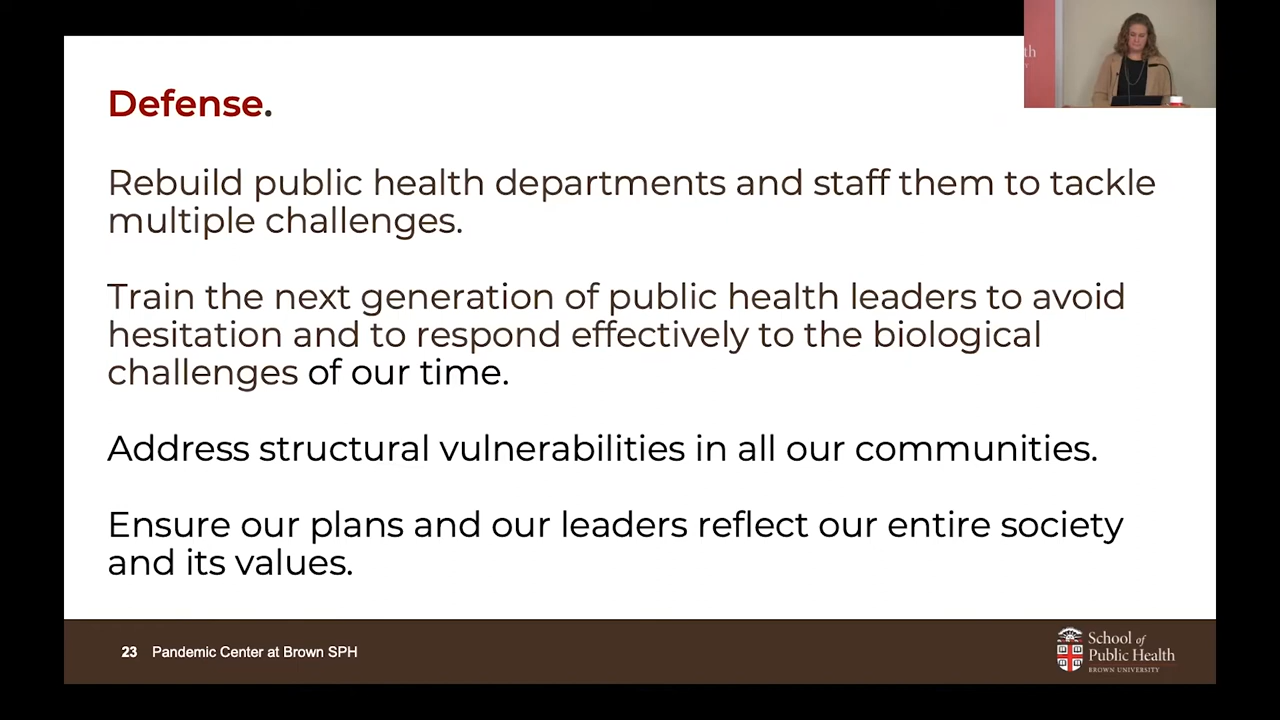 Defense.
Rebuild public health departments and staff them to tackle
multiple challenges.
Train the next generation of public health leaders to avoid
hesitation and to respond effectively to the biological
challenges of our time.
Address structural vulnerabilities in all our communities.
Ensure our plans and our leaders reflect our entire society
and its values.
23 Pandemic Center at Brown SPH
School of
Public Health
BROWN UNIVERSITY
th